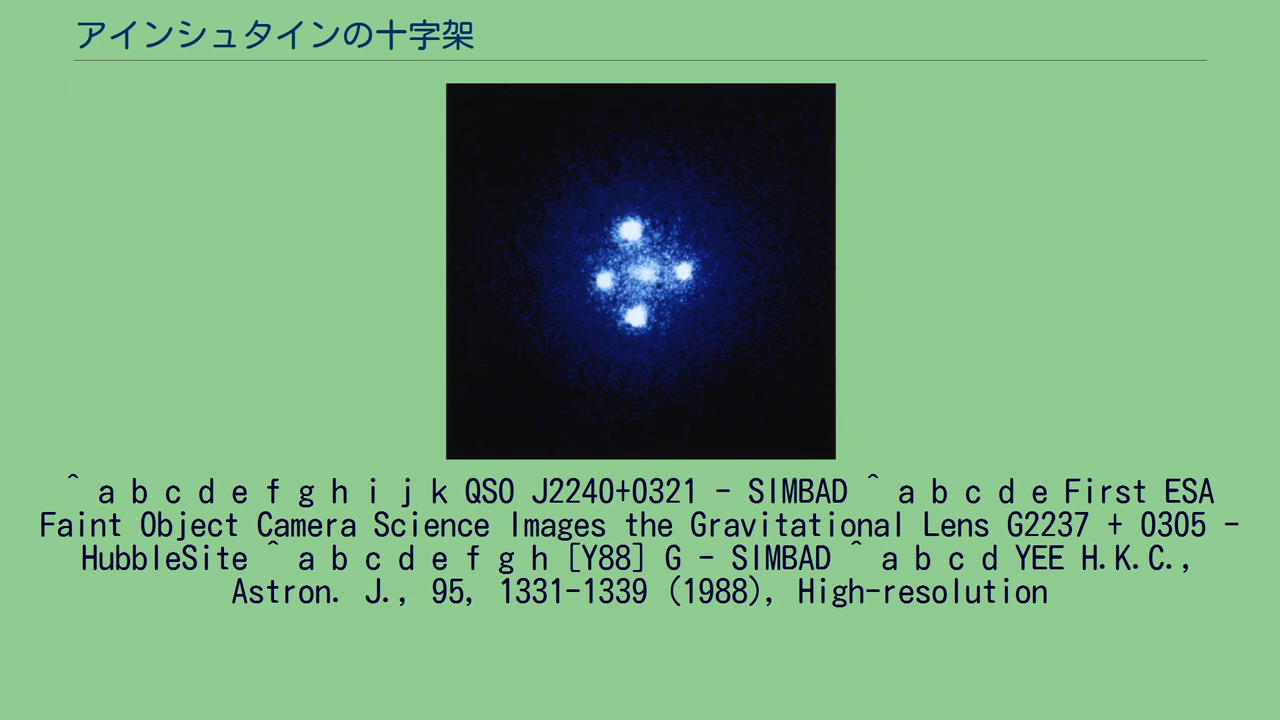 アインシュタインの十字架
^ a b c d e f g h i j k QSO J2240+0321 - SIMBAD ^ a b c d e First ESA
Faint Object Camera Science Images the Gravitational Lens G2237 + 0305 -
HubbleSite ^ a b c d e f g h [Y88] G - SIMBAD ^ a b c d YEE H.K.C.,
Astron. J., 95, 1331-1339 (1988), High-resolution